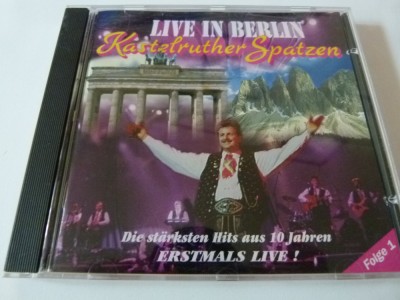 LIVE IN BERLIN
Kastelruther Spatzen
Die stärksten Hits aus 10 Jahren
ERSTMALS LIVE !
Folge 1